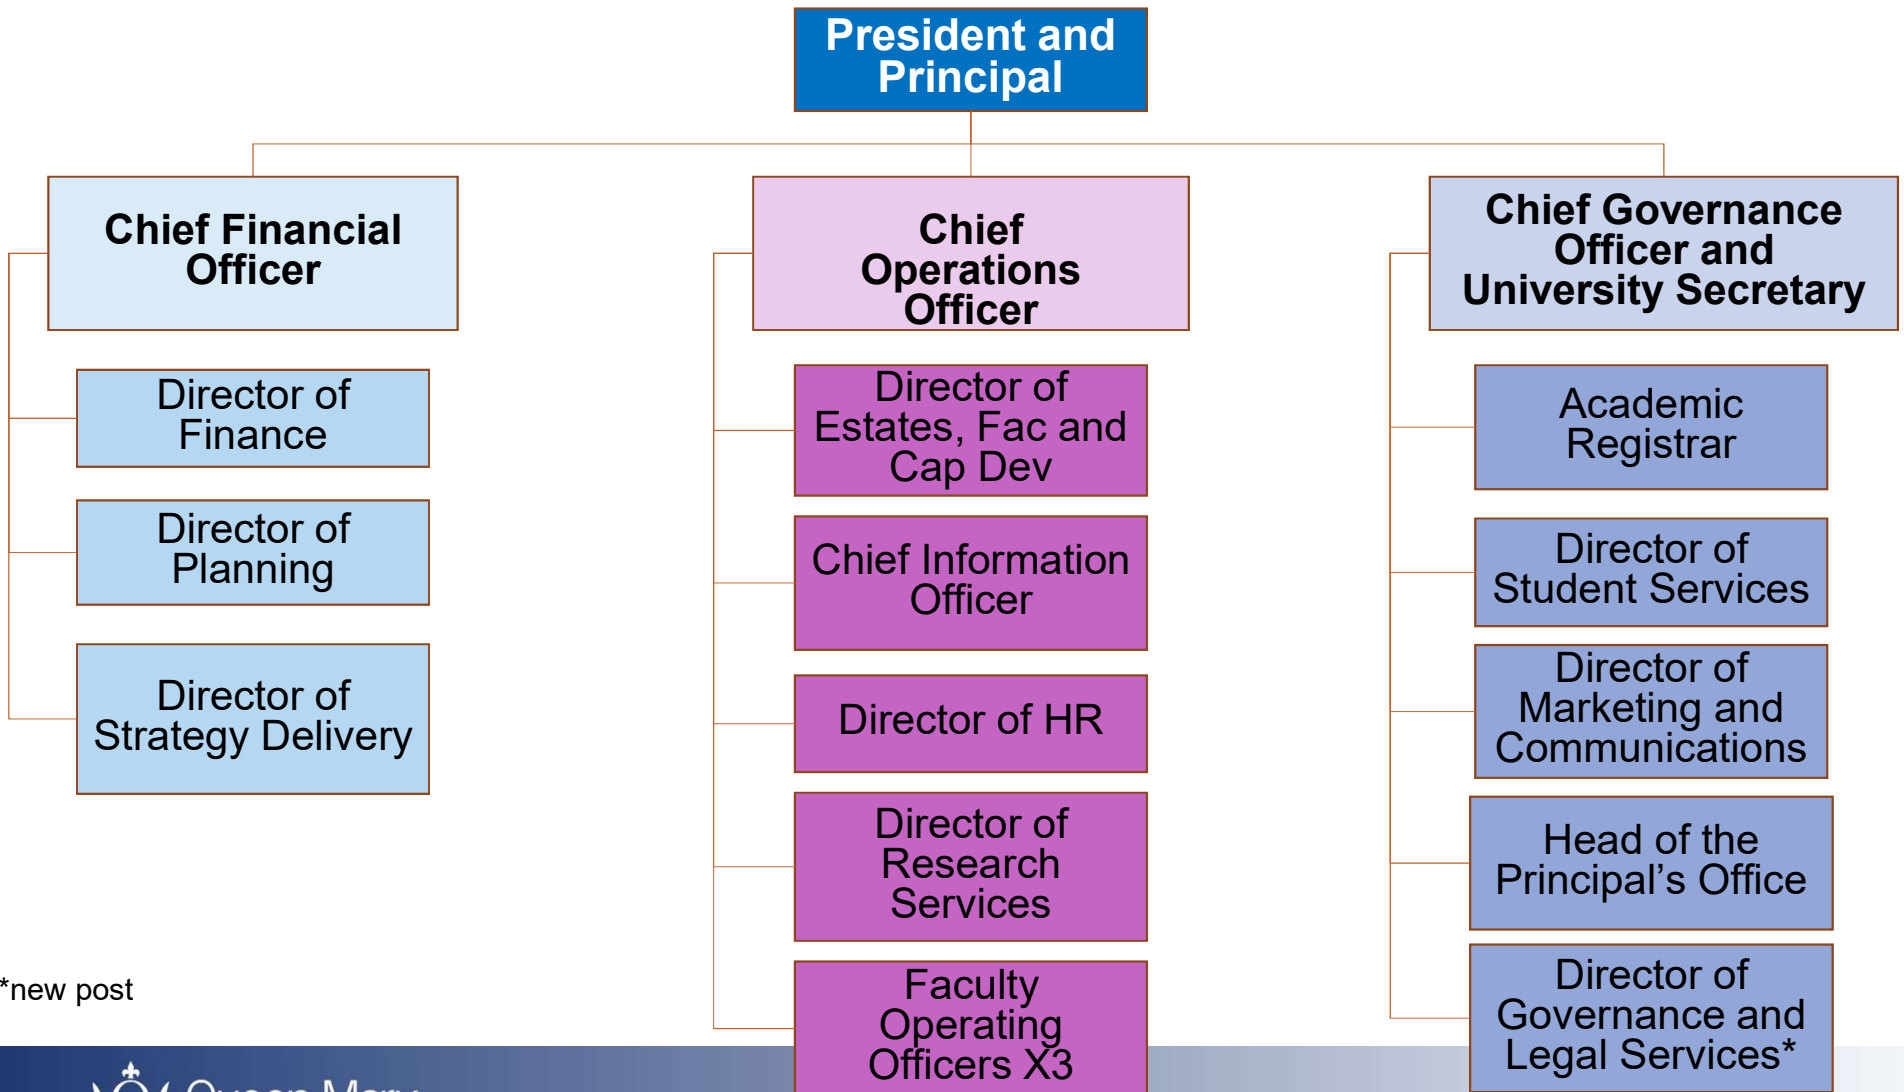 President and
Principal
Chief Financial
Officer
Director of
Finance
Director of
Planning
Director of
Strategy Delivery
Chief
Operations
Officer
Director of
Estates, Fac and
Cap Dev
Chief Information
Officer
Director of HR
Director of
Research
Services
Faculty
Operating
Officers X3
Chief Governance
Officer and
University Secretary
Academic
Registrar
Director of
Student Services
Director of
Marketing and
Communications
Head of the
Principal’s Office
Director of
Governance and
Legal Services*
*new post
Queen Mary